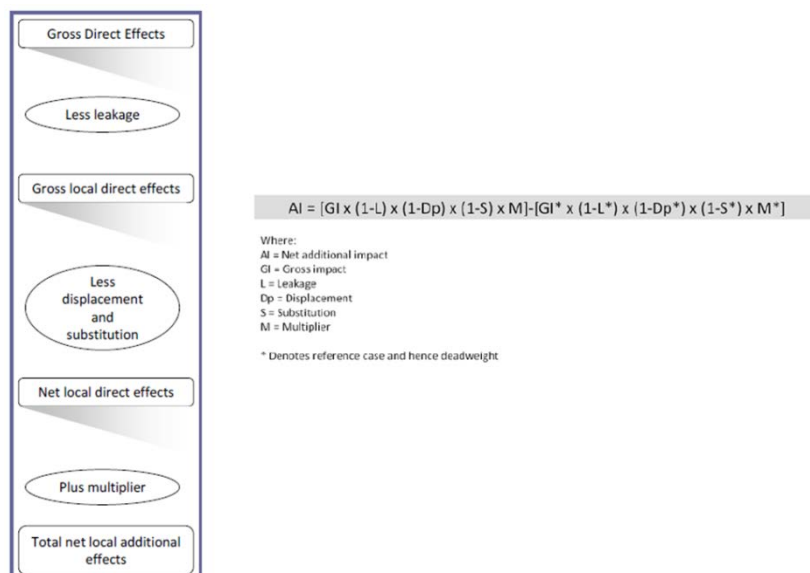 Gross Direct Effects
Less leakage
Gross local direct effects
Less
displacement
and
substitution
Net local direct effects
Plus multiplier
Total net local additional
effects
AI = [GI x (1-L) x (1-Dp) x (1-S) x M]-[GI* x (1-L*) x (1-Dp*) x (1-S*) x M*]
Where:
AI = Net additional impact
GI = Gross impact
L = Leakage
Dp = Displacement
S = Substitution
M = Multiplier
* Denotes reference case and hence deadweight